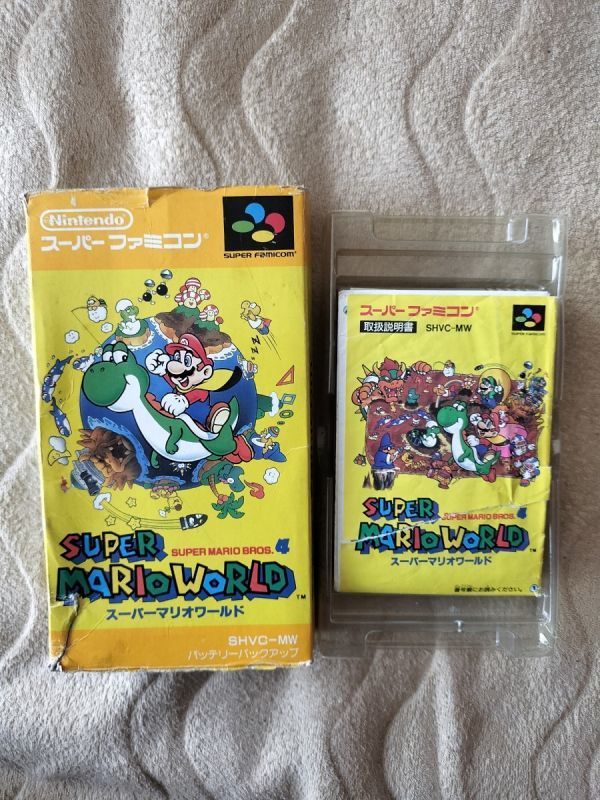 Nintendo
スーパーファミコン
SUPER FAMICOM
ZZZ
SUPER
SUPER MARIO BROS. 4
MARIO WORLD™
スーパーマリオワールド
SHVC-MW
バッテリーバックアップ
スーパーファミコン
取扱説明書 SHVC-MW
SUPER FAMICOM
SUPER
SUPER MARIO BROS. 4
MARIO WORLD™
スーパーマリオワールド